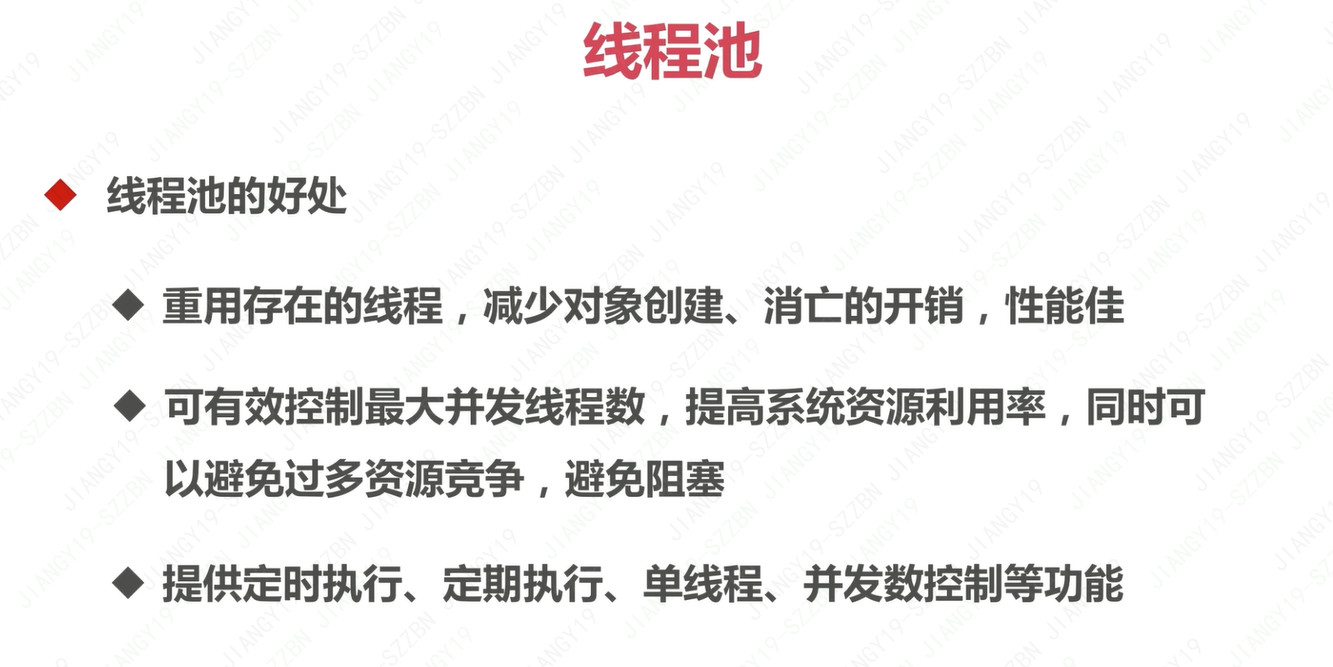 线程池
线程池的好处
重用存在的线程，减少对象创建、消亡的开销，性能佳
可有效控制最大并发线程数，提高系统资源利用率，同时可
以避免过多资源竞争，避免阻塞
提供定时执行、定期执行、单线程、并发数控制等功能
JIANGY19-SZZBN